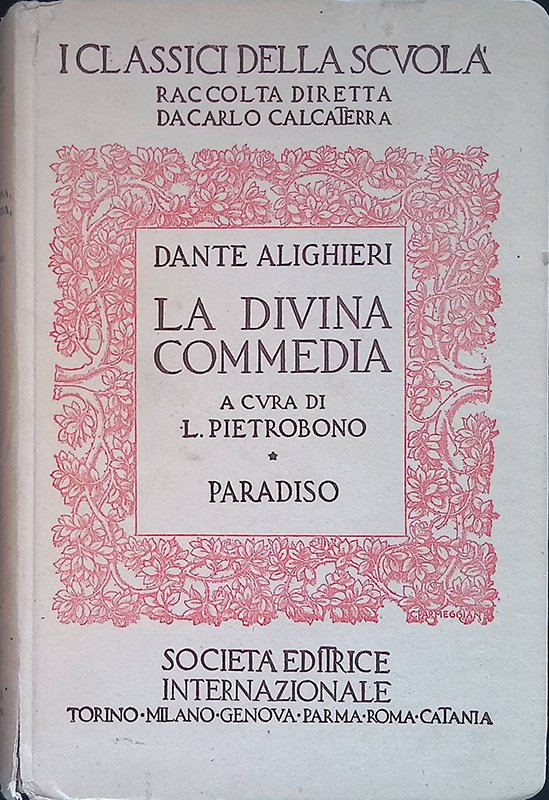 I CLASSICI DELLA SCVOLA
RACCOLTA DIRETTA
DA CARLO CALCATERRA
DANTE ALIGHIERI
LA DIVINA
COMMEDIA
A CVRA DI
L. PIETROBONO
PARADISO
SOCIETÀ EDITRICE
INTERNAZIONALE
TORINO·MILANO·GENOVA·PARMA·ROMA·CATANIA